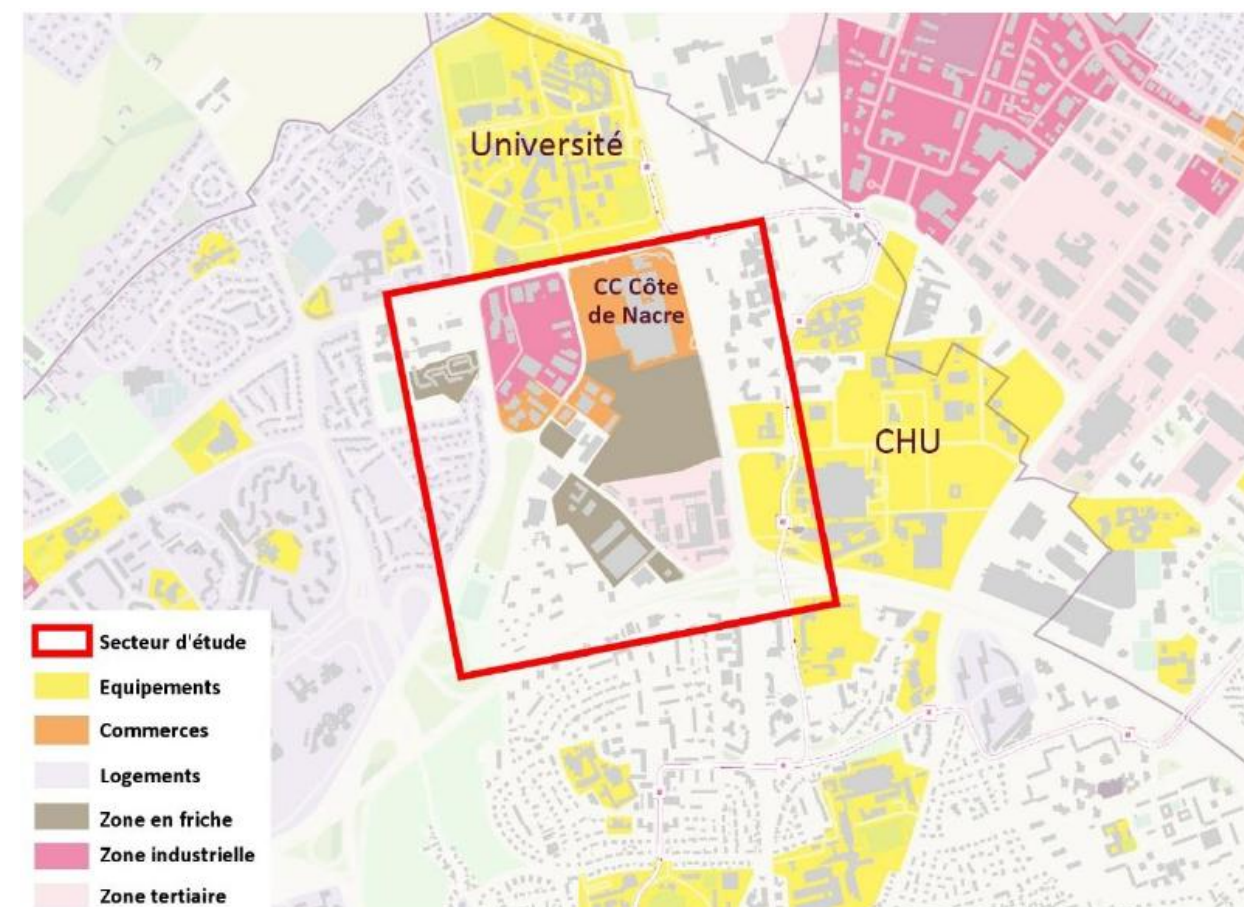 Université
CC Côte
de Nacre
CHU
Secteur d'étude
Equipements
Commerces
Logements
Zone en friche
Zone industrielle
Zone tertiaire